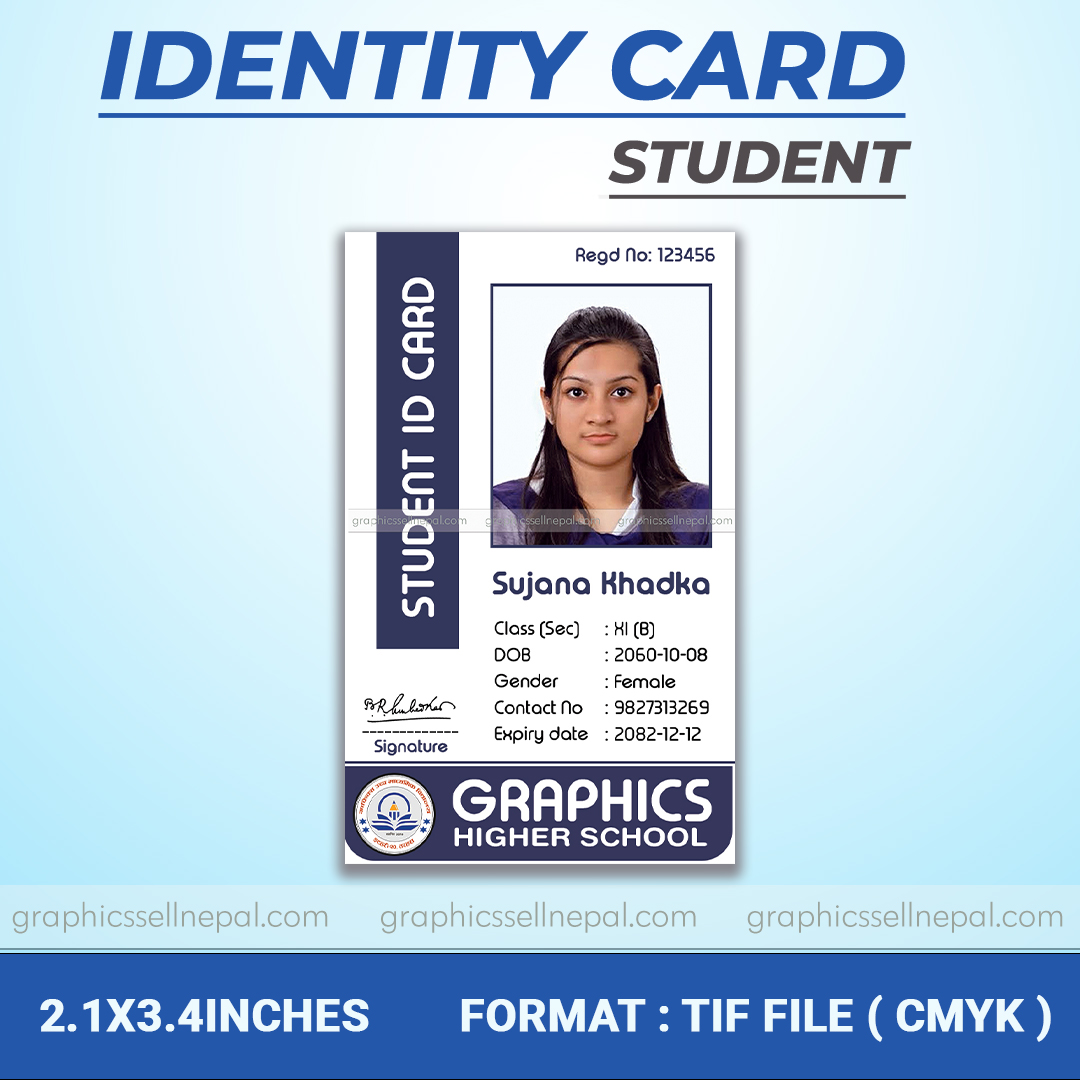 IDENTITY CARD
STUDENT
STUDENT ID CARD
Regd No: 123456
graphicssellnepal.com graphicssellnepal.com graphicssellnepal.com
Sujana Khadka
Class (Sec) : XI (B)
DOB : 2060-10-08
Gender : Female
Contact No : 9827313269
Expiry date : 2082-12-12
Signature
GRAPHICS
HIGHER SCHOOL
graphicssellnepal.com graphicssellnepal.com graphicssellnepal.com
2.1X3.4INCHES FORMAT : TIF FILE ( CMYK )